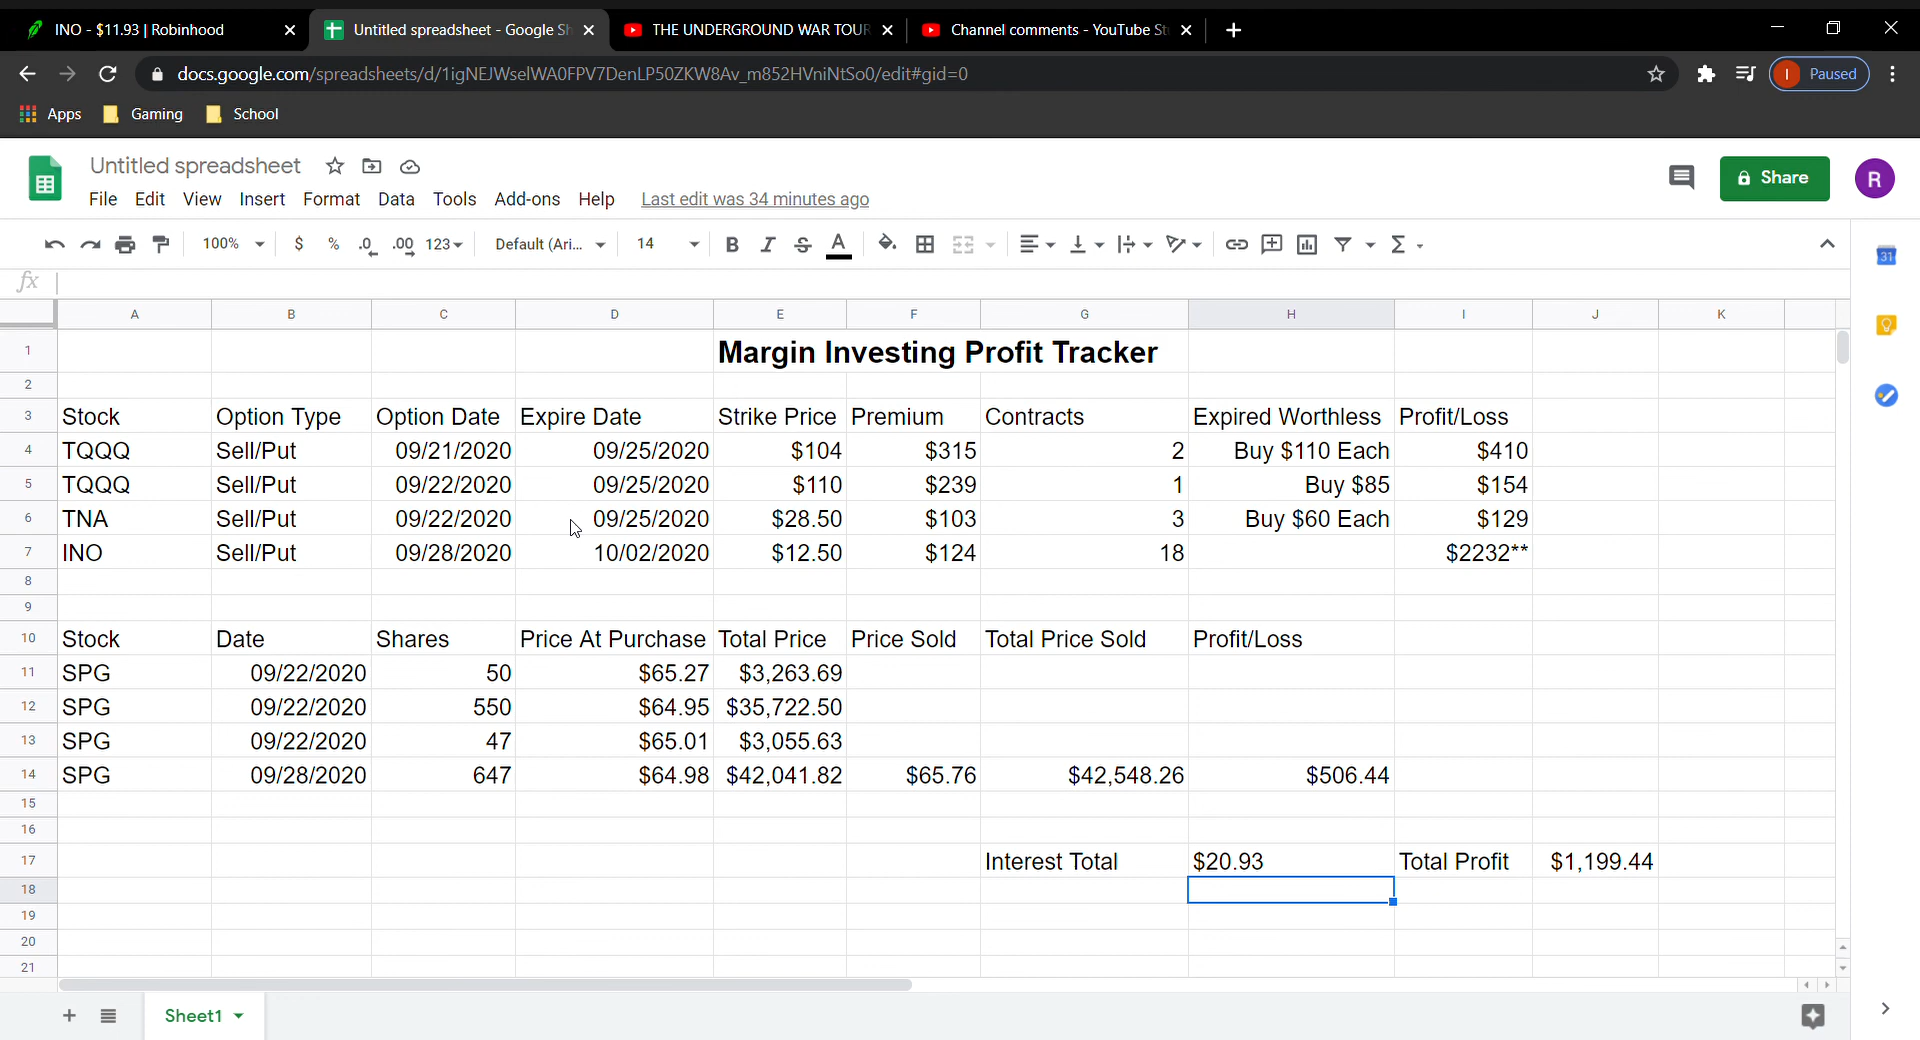 INO - $11.93 | Robinhood
Untitled spreadsheet - Google Sh
THE UNDERGROUND WAR TOUR
Channel comments - YouTube St
docs.google.com/spreadsheets/d/1igNEJWselWA0FPV7DenLP50ZKW8Av_m852HVniNtSo0/edit#gid=0
I Paused
Apps Gaming School
Untitled spreadsheet
Share
R
File Edit View Insert Format Data Tools Add-ons Help Last edit was 34 minutes ago
100% $ % .0 .00 123 Default (Ari... 14 B I S A
31
fx
A B C D E F G H I J K
1 Margin Investing Profit Tracker
2
3 Stock Option Type Option Date Expire Date Strike Price Premium Contracts Expired Worthless Profit/Loss
4 TQQQ Sell/Put 09/21/2020 09/25/2020 $104 $315 2 Buy $110 Each $410
5 TQQQ Sell/Put 09/22/2020 09/25/2020 $110 $239 1 Buy $85 $154
6 TNA Sell/Put 09/22/2020 09/25/2020 $28.50 $103 3 Buy $60 Each $129
7 INO Sell/Put 09/28/2020 10/02/2020 $12.50 $124 18 $2232**
8
9
10 Stock Date Shares Price At Purchase Total Price Price Sold Total Price Sold Profit/Loss
11 SPG 09/22/2020 50 $65.27 $3,263.69
12 SPG 09/22/2020 550 $64.95 $35,722.50
13 SPG 09/22/2020 47 $65.01 $3,055.63
14 SPG 09/28/2020 647 $64.98 $42,041.82 $65.76 $42,548.26 $506.44
15
16
17 Interest Total $20.93 Total Profit $1,199.44
18
19
20
21
Sheet1